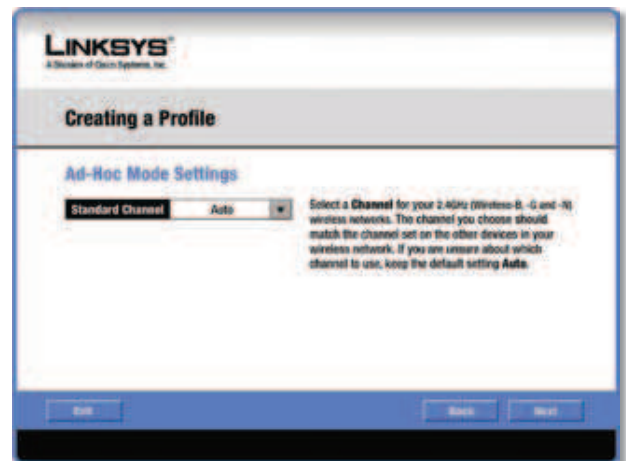 LINKSYS®
A Division of Cisco Systems, Inc.
Creating a Profile
Ad-Hoc Mode Settings
Standard Channel Auto
Select a Channel for your 2.4GHz (Wireless-B, -G and -N)
wireless networks. The channel you choose should
match the channel set on the other devices in your
wireless network. If you are unsure about which
channel to use, keep the default setting Auto.
Exit
Back Next